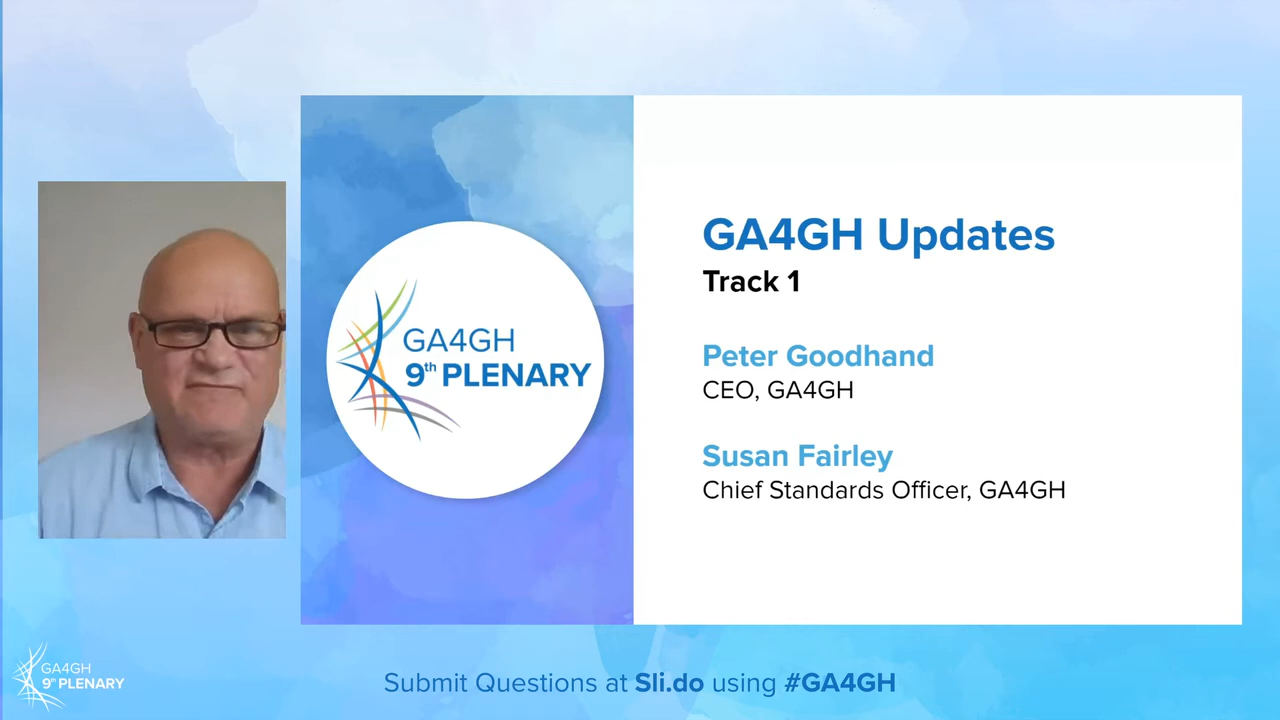 GA4GH Updates
Track 1
Peter Goodhand
CEO, GA4GH
Susan Fairley
Chief Standards Officer, GA4GH
GA4GH
9th PLENARY
GA4GH
9th PLENARY
Submit Questions at Sli.do using #GA4GH